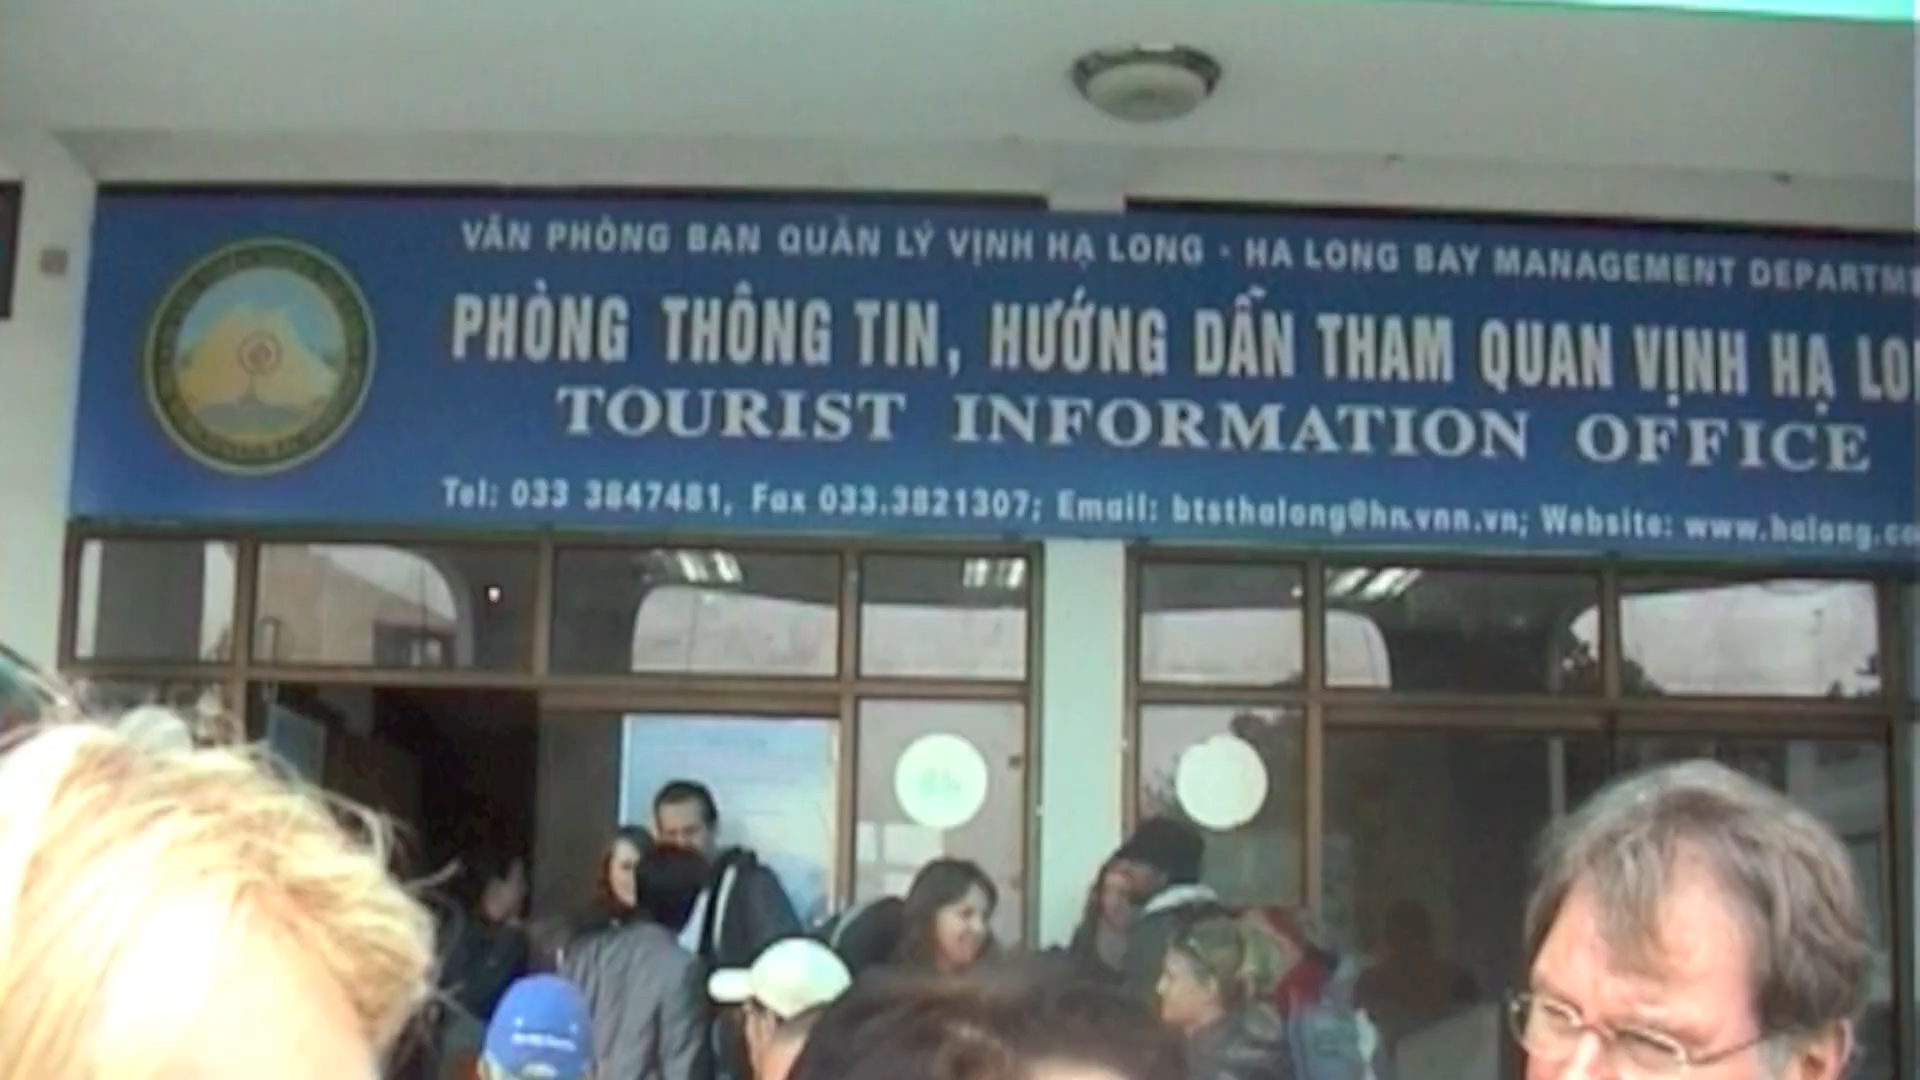 VĂN PHÒNG BAN QUẢN LÝ VỊNH HẠ LONG - HA LONG BAY MANAGEMENT
PHÒNG THÔNG TIN, HƯỚNG DẪN THAM QUAN VỊNH HẠ
TOURIST INFORMATION OFFICE
Tel: 033 3847481, Fax 033.3821307; Email: btsthalong@hn.vnn.vn; Website: